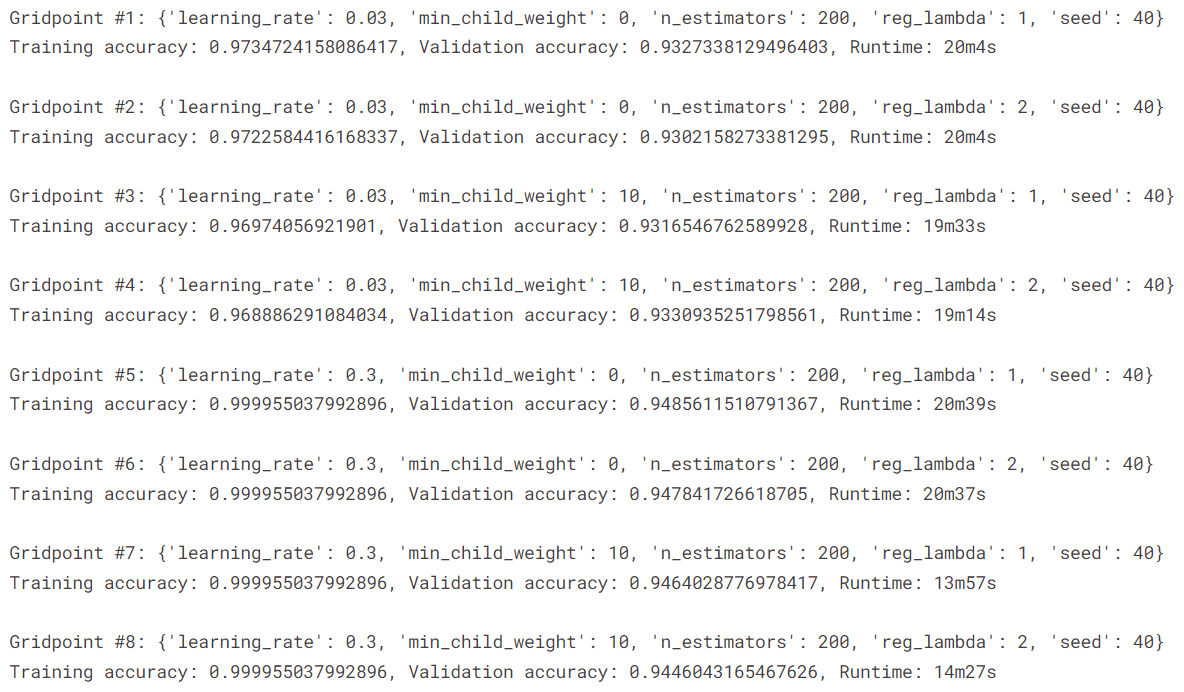 Gridpoint #1: {'learning_rate': 0.03, 'min_child_weight': 0, 'n_estimators': 200, 'reg_lambda': 1, 'seed': 40}
Training accuracy: 0.9734724158086417, Validation accuracy: 0.9327338129496403, Runtime: 20m4s
Gridpoint #2: {'learning_rate': 0.03, 'min_child_weight': 0, 'n_estimators': 200, 'reg_lambda': 2, 'seed': 40}
Training accuracy: 0.9722584416168337, Validation accuracy: 0.9302158273381295, Runtime: 20m4s
Gridpoint #3: {'learning_rate': 0.03, 'min_child_weight': 10, 'n_estimators': 200, 'reg_lambda': 1, 'seed': 40}
Training accuracy: 0.96974056921901, Validation accuracy: 0.9316546762589928, Runtime: 19m33s
Gridpoint #4: {'learning_rate': 0.03, 'min_child_weight': 10, 'n_estimators': 200, 'reg_lambda': 2, 'seed': 40}
Training accuracy: 0.968886291084034, Validation accuracy: 0.9330935251798561, Runtime: 19m14s
Gridpoint #5: {'learning_rate': 0.3, 'min_child_weight': 0, 'n_estimators': 200, 'reg_lambda': 1, 'seed': 40}
Training accuracy: 0.999955037992896, Validation accuracy: 0.9485611510791367, Runtime: 20m39s
Gridpoint #6: {'learning_rate': 0.3, 'min_child_weight': 0, 'n_estimators': 200, 'reg_lambda': 2, 'seed': 40}
Training accuracy: 0.999955037992896, Validation accuracy: 0.947841726618705, Runtime: 20m37s
Gridpoint #7: {'learning_rate': 0.3, 'min_child_weight': 10, 'n_estimators': 200, 'reg_lambda': 1, 'seed': 40}
Training accuracy: 0.999955037992896, Validation accuracy: 0.9464028776978417, Runtime: 13m57s
Gridpoint #8: {'learning_rate': 0.3, 'min_child_weight': 10, 'n_estimators': 200, 'reg_lambda': 2, 'seed': 40}
Training accuracy: 0.999955037992896, Validation accuracy: 0.9446043165467626, Runtime: 14m27s